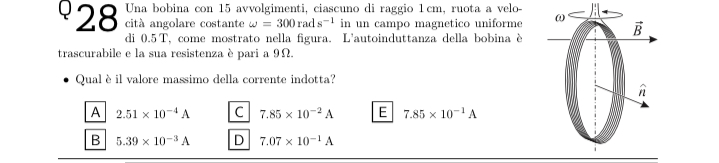 Q28 Una bobina con 15 avvolgimenti, ciascuno di raggio 1 cm, ruota a velo-
cità angolare costante ω = 300 rad s⁻¹ in un campo magnetico uniforme
di 0.5 T, come mostrato nella figura. L'autoinduttanza della bobina è
trascurabile e la sua resistenza è pari a 9 Ω.
• Qual è il valore massimo della corrente indotta?
A 2.51 × 10⁻⁴ A C 7.85 × 10⁻² A E 7.85 × 10⁻¹ A
B 5.39 × 10⁻³ A D 7.07 × 10⁻¹ A
ω
B⃗
n̂